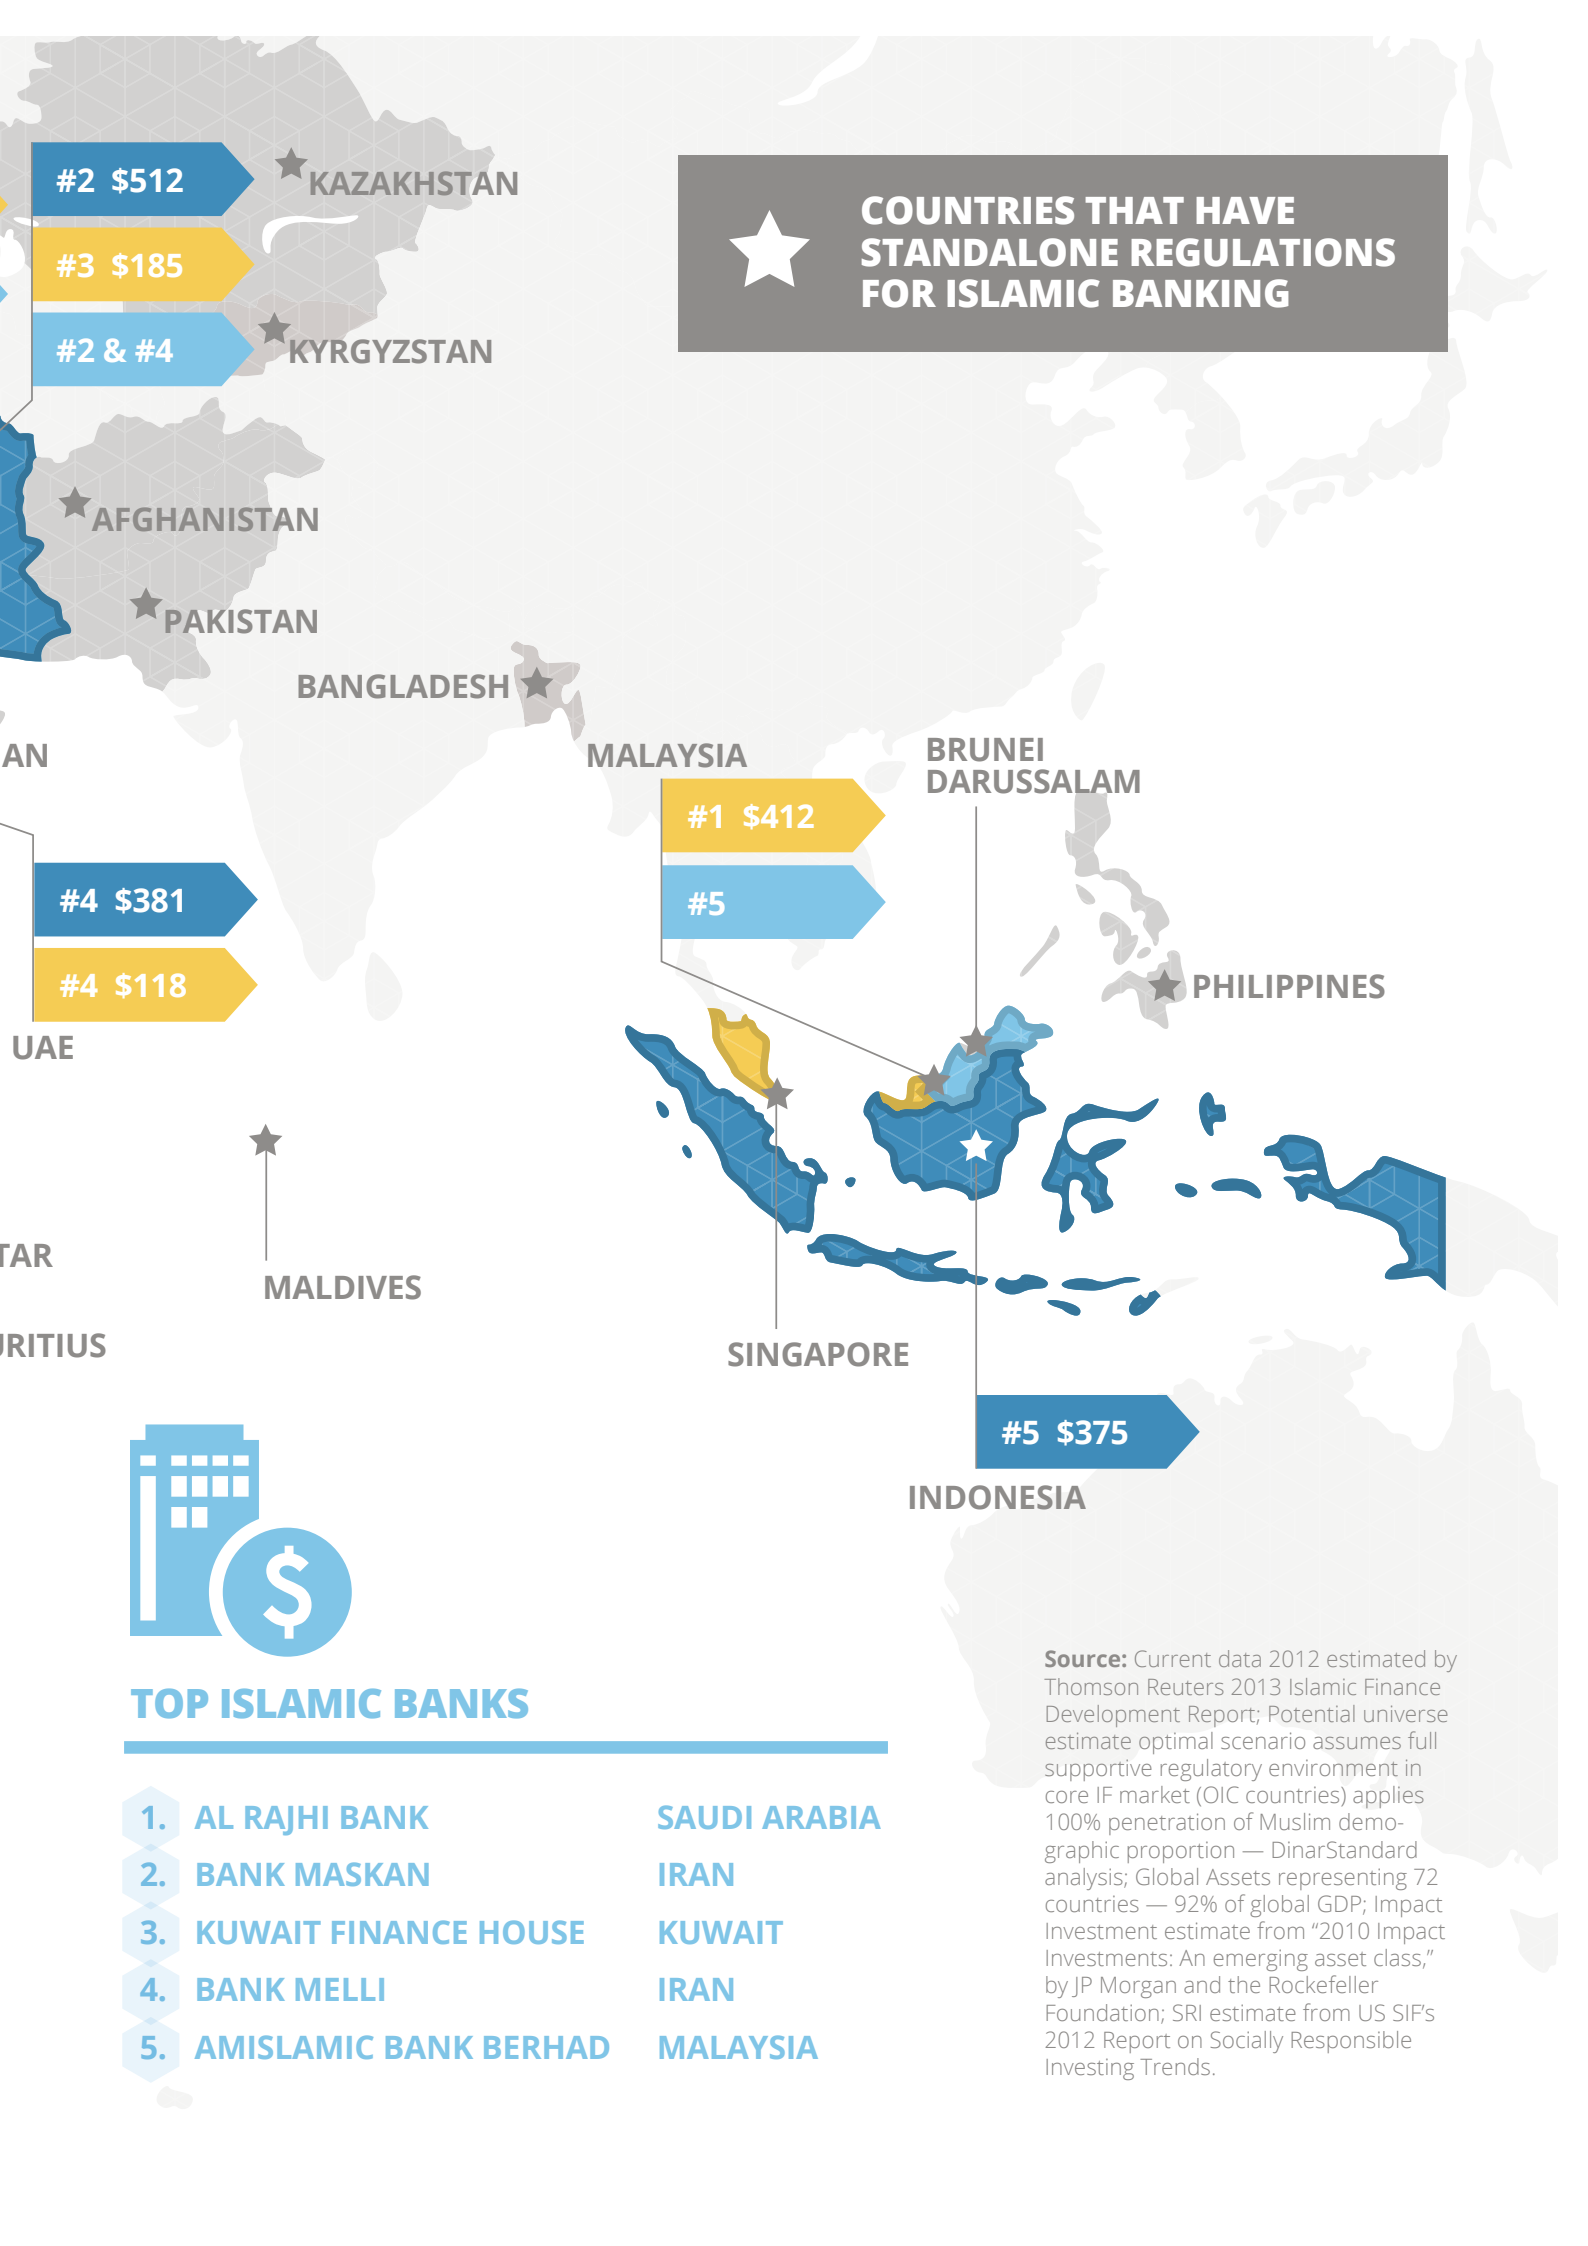 #2 $512
KAZAKHSTAN
#3 $185
#2 & #4
KYRGYZSTAN
COUNTRIES THAT HAVE
STANDALONE REGULATIONS
FOR ISLAMIC BANKING
AFGHANISTAN
PAKISTAN
BANGLADESH
AN
MALAYSIA
#1 $412
#5
BRUNEI
DARUSSALAM
#4 $381
#4 $118
UAE
PHILIPPINES
TAR
MALDIVES
URITIUS
SINGAPORE
#5 $375
INDONESIA
TOP ISLAMIC BANKS
1. AL RAJHI BANK SAUDI ARABIA
2. BANK MASKAN IRAN
3. KUWAIT FINANCE HOUSE KUWAIT
4. BANK MELLI IRAN
5. AMISLAMIC BANK BERHAD MALAYSIA
Source: Current data 2012 estimated by
Thomson Reuters 2013 Islamic Finance
Development Report; Potential universe
estimate optimal scenario assumes full
supportive regulatory environment in
core IF market (OIC countries) applies
100% penetration of Muslim demo-
graphic proportion — DinarStandard
analysis; Global Assets representing 72
countries — 92% of global GDP; Impact
Investment estimate from “2010 Impact
Investments: An emerging asset class,”
by JP Morgan and the Rockefeller
Foundation; SRI estimate from US SIF’s
2012 Report on Socially Responsible
Investing Trends.